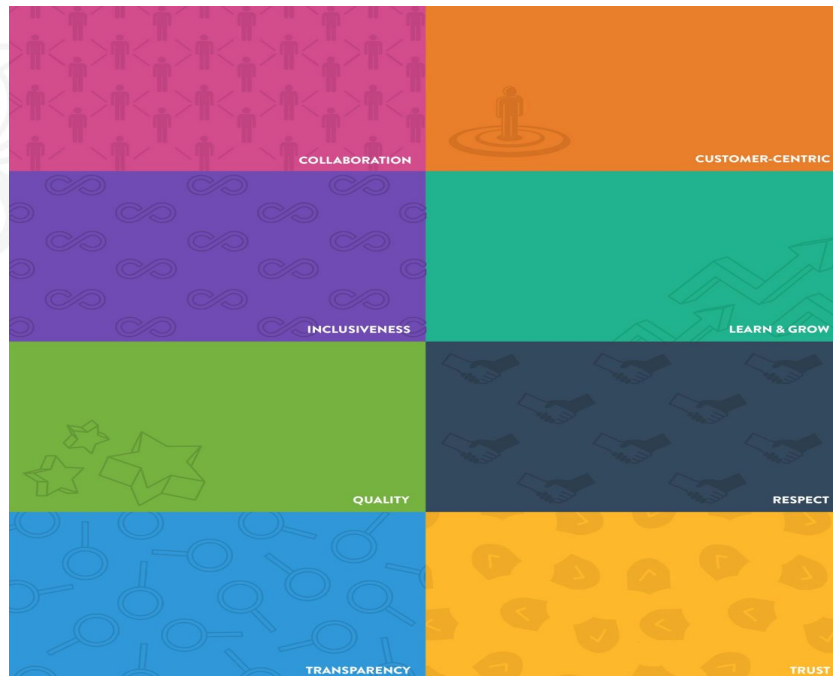 COLLABORATION
CUSTOMER-CENTRIC
INCLUSIVENESS
LEARN & GROW
QUALITY
RESPECT
TRANSPARENCY
TRUST